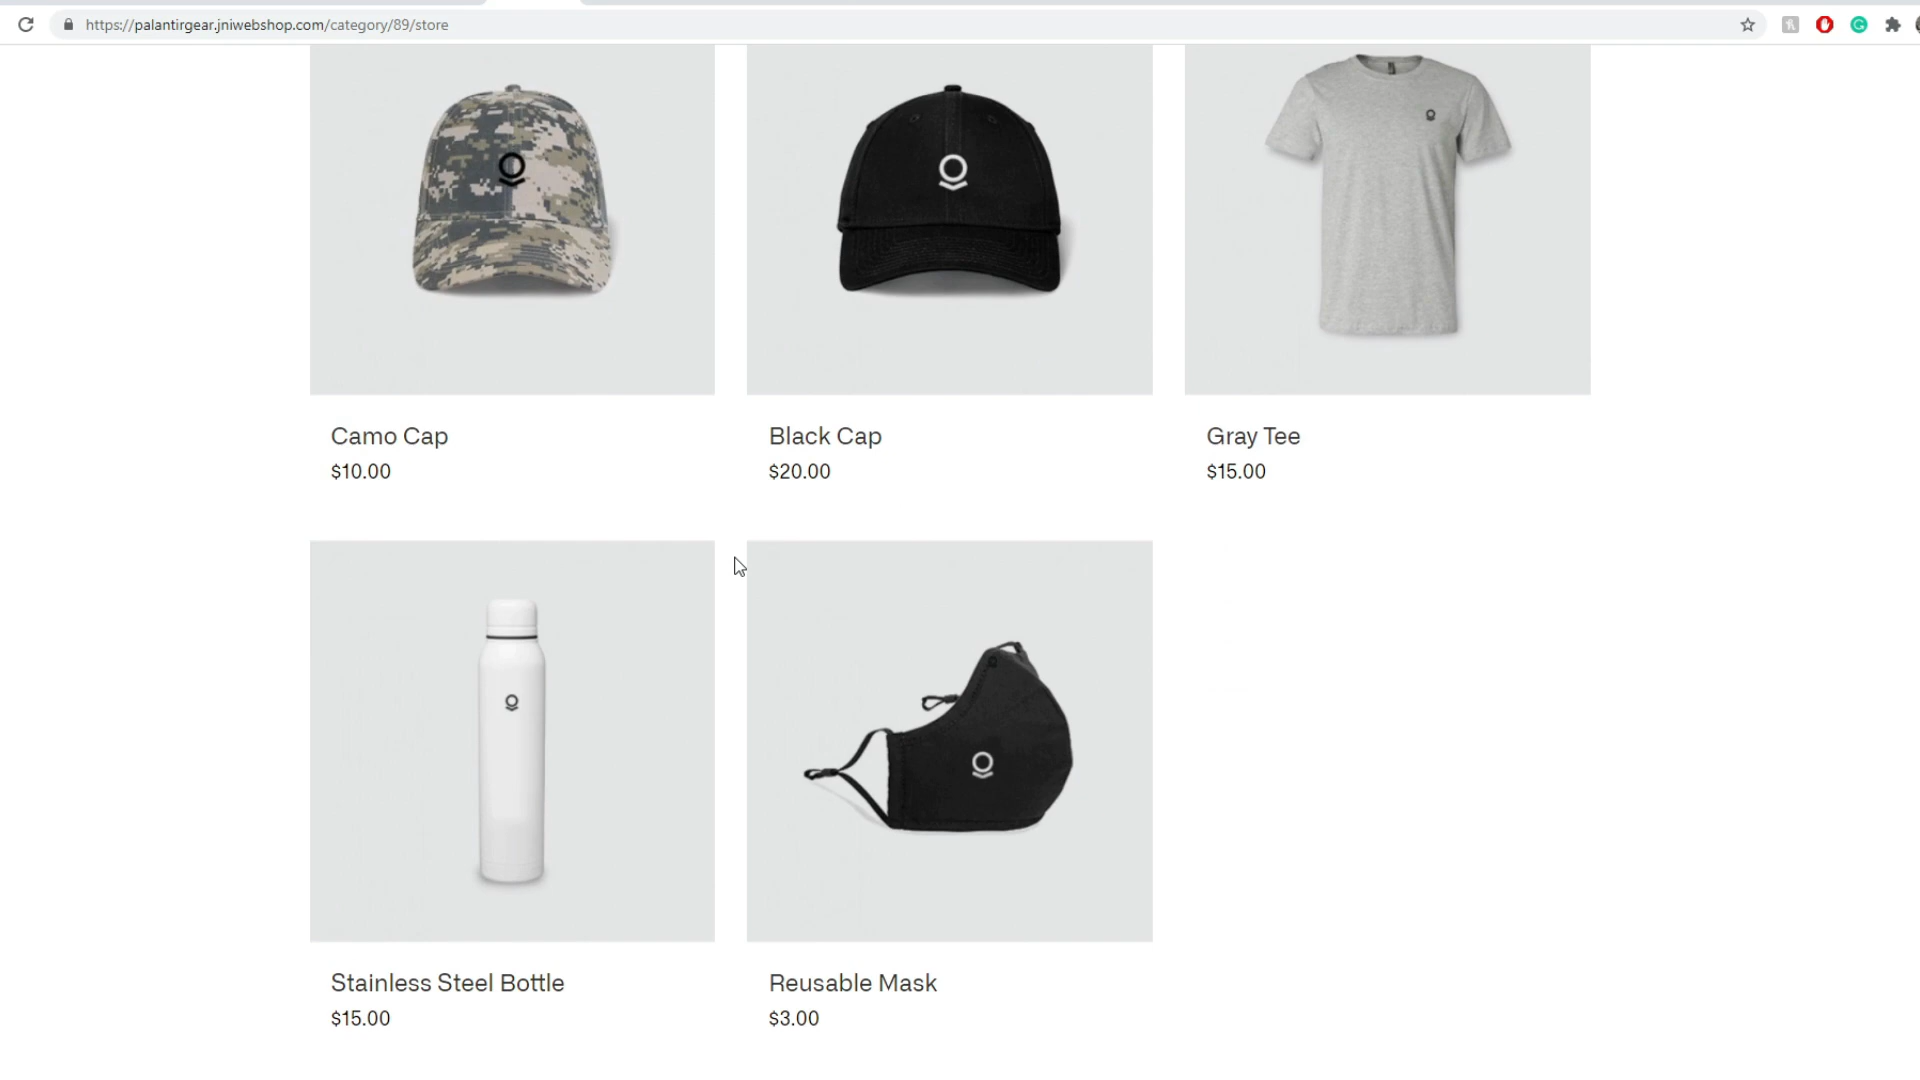 https://palantirgear.jniwebshop.com/category/89/store
Camo Cap
$10.00
Black Cap
$20.00
Gray Tee
$15.00
Stainless Steel Bottle
$15.00
Reusable Mask
$3.00